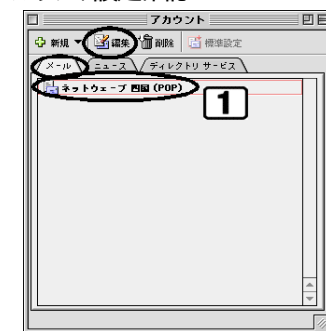 アカウント
新規 編集 削除 標準設定
メール ニュース ディレクトリ サービス
ネットウェーブ 四国 (POP)
1